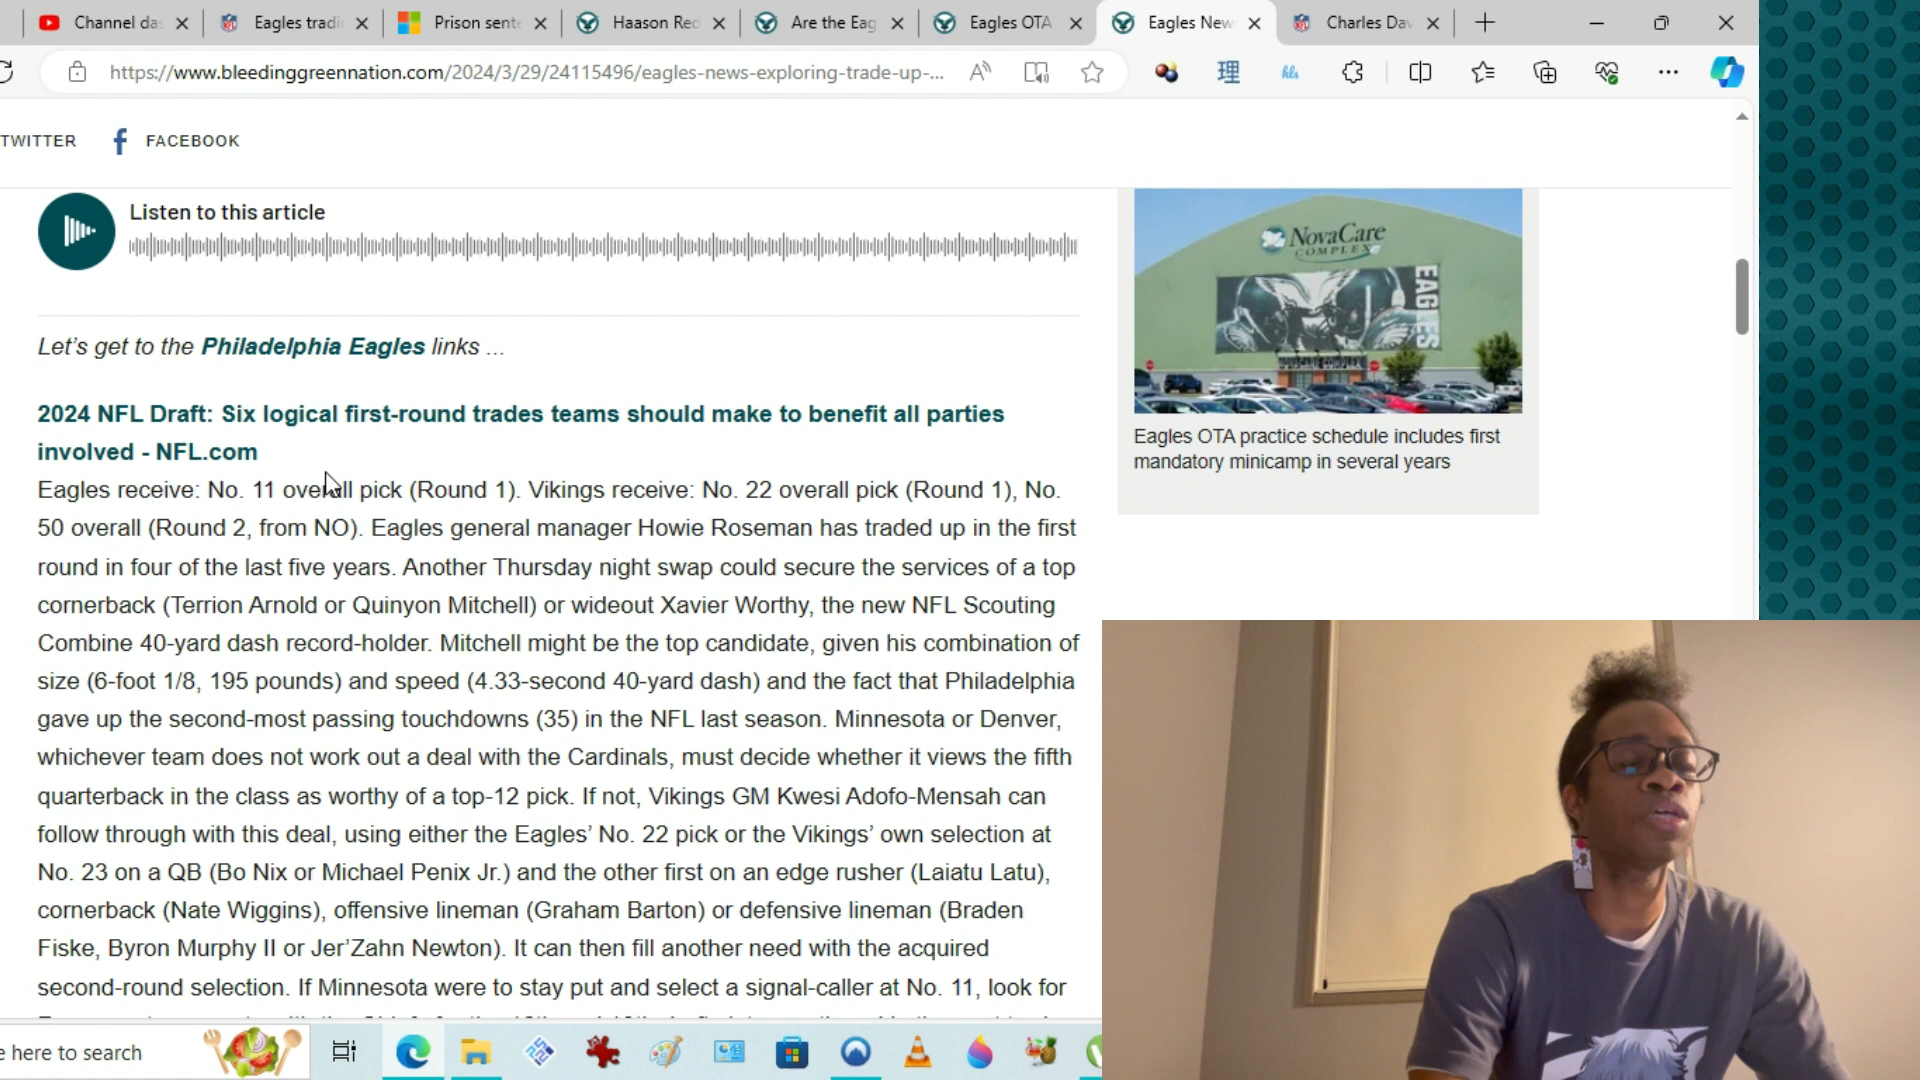 Channel da
Eagles tradi
Prison sente
Haason Red
Are the Eag
Eagles OTA
Eagles New
Charles Dav
https://www.bleedinggreennation.com/2024/3/29/24115496/eagles-news-exploring-trade-up-...
TWITTER
FACEBOOK
Listen to this article
Let's get to the Philadelphia Eagles links ...
2024 NFL Draft: Six logical first-round trades teams should make to benefit all parties
involved - NFL.com
Eagles receive: No. 11 overall pick (Round 1). Vikings receive: No. 22 overall pick (Round 1), No.
50 overall (Round 2, from NO). Eagles general manager Howie Roseman has traded up in the first
round in four of the last five years. Another Thursday night swap could secure the services of a top
cornerback (Terrion Arnold or Quinyon Mitchell) or wideout Xavier Worthy, the new NFL Scouting
Combine 40-yard dash record-holder. Mitchell might be the top candidate, given his combination of
size (6-foot 1/8, 195 pounds) and speed (4.33-second 40-yard dash) and the fact that Philadelphia
gave up the second-most passing touchdowns (35) in the NFL last season. Minnesota or Denver,
whichever team does not work out a deal with the Cardinals, must decide whether it views the fifth
quarterback in the class as worthy of a top-12 pick. If not, Vikings GM Kwesi Adofo-Mensah can
follow through with this deal, using either the Eagles' No. 22 pick or the Vikings' own selection at
No. 23 on a QB (Bo Nix or Michael Penix Jr.) and the other first on an edge rusher (Laiatu Latu),
cornerback (Nate Wiggins), offensive lineman (Graham Barton) or defensive lineman (Braden
Fiske, Byron Murphy II or Jer'Zahn Newton). It can then fill another need with the acquired
second-round selection. If Minnesota were to stay put and select a signal-caller at No. 11, look for
NovaCare
COMPLEX
EAGLES
NOVACARE COMPLEX
Eagles OTA practice schedule includes first
mandatory minicamp in several years
理
hls
e here to search